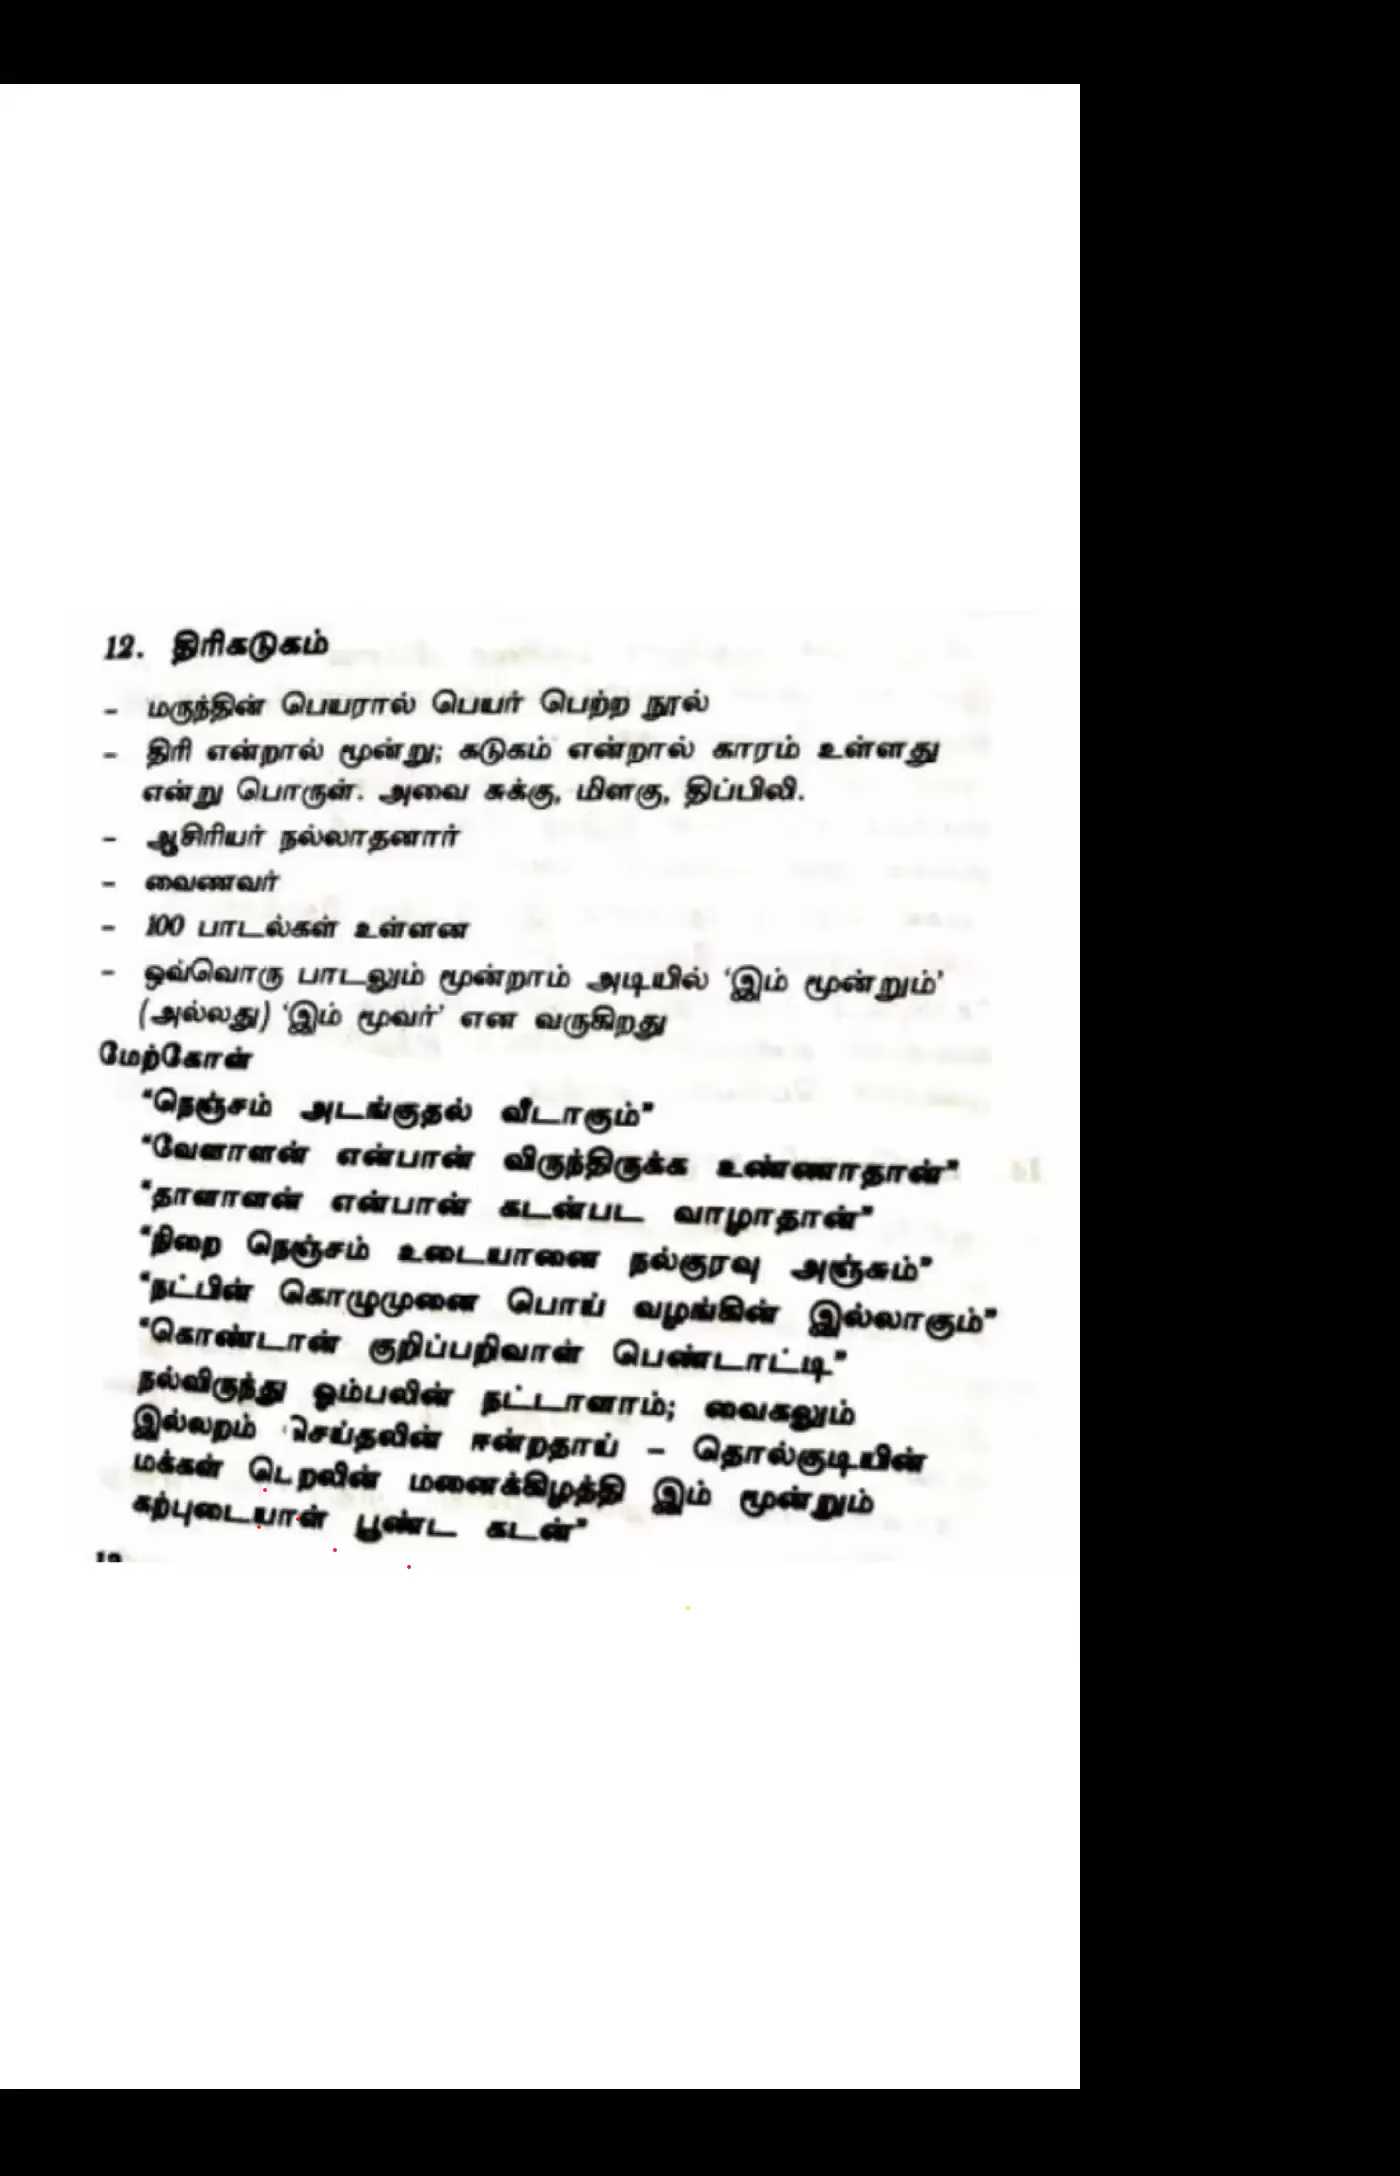 12. திரிகடுகம்
- மருந்தின் பெயரால் பெயர் பெற்ற நூல்
- திரி என்றால் மூன்று; கடுகம் என்றால் காரம் உள்ளது
என்று பொருள். அவை சுக்கு, மிளகு, திப்பிலி.
- ஆசிரியர் நல்லாதனார்
- வைணவர்
- 100 பாடல்கள் உள்ளன
- ஒவ்வொரு பாடலும் மூன்றாம் அடியில் ‘இம் மூன்றும்’
(அல்லது) ‘இம் மூவர்’ என வருகிறது
மேற்கோள்
“நெஞ்சம் அடங்குதல் வீடாகும்”
“வேளாளன் என்பான் விருந்திருக்க உண்ணாதான்”
“தாளாளன் என்பான் கடன்பட வாழாதான்”
“நிறை நெஞ்சம் உடையானை நல்குரவு அஞ்சும்”
“நட்பின் கொழுமுனை பொய் வழங்கின் இல்லாகும்”
“கொண்டான் குறிப்பறிவாள் பெண்டாட்டி”
நல்விருந்து ஓம்பலின் நட்டாளாம்; வைகலும்
இல்லறம் செய்தலின் ஈன்றதாய் – தொல்குடியின்
மக்கள் பெறலின் மனைக்கிழத்தி இம் மூன்றும்
கற்புடையாள் பூண்ட கடன்”